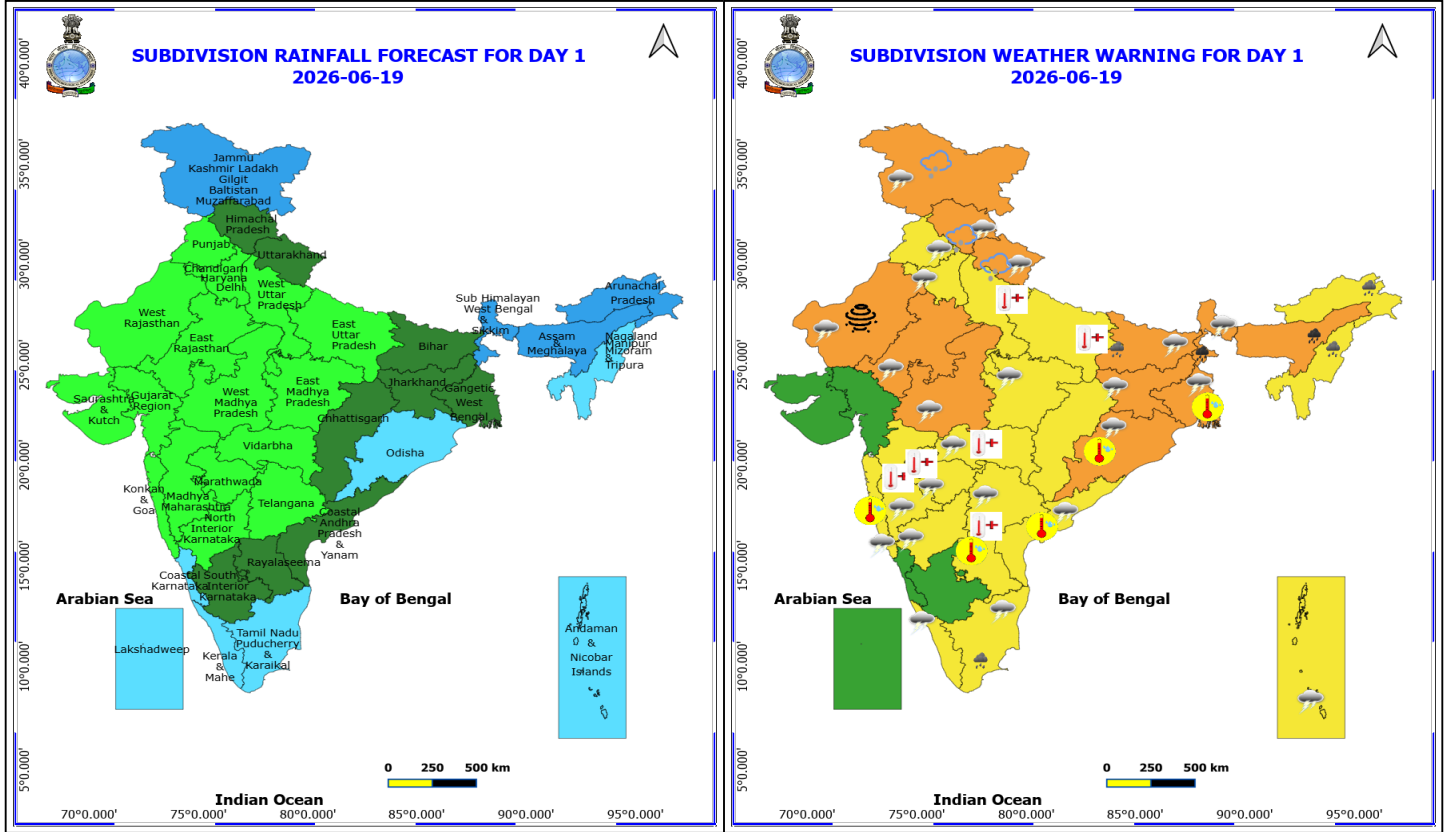 SUBDIVISION RAINFALL FORECAST FOR DAY 1
2026-06-19
40°0.000'
35°0.000'
30°0.000'
25°0.000'
20°0.000'
15°0.000'
10°0.000'
5°0.000'
Jammu
Kashmir Ladakh
Gilgit
Baltistan
Muzaffarabad
Himachal
Pradesh
Punjab
Uttarakhand
Chandigarh
Haryana
Delhi
West
Uttar
Pradesh
Arunachal
Pradesh
Sub Himalayan
West Bengal
&
Sikkim
West
Rajasthan
East
Rajasthan
East
Uttar
Pradesh
Bihar
Assam
&
Meghalaya
Nagaland
Manipur
Mizoram
&
Tripura
Jharkhand
Gangetic
West
Bengal
Saurashtra
&
Kutch
Gujarat
Region
West
Madhya
Pradesh
East
Madhya
Pradesh
Chhattisgarh
Vidarbha
Odisha
Konkan
&
Goa
Marathwada
Madhya
Maharashtra
Telangana
North
Interior
Karnataka
Coastal
Andhra
Pradesh
&
Yanam
Rayalaseema
Coastal
Karnataka
South
Interior
Karnataka
Arabian Sea
Bay of Bengal
Lakshadweep
Tamil Nadu
Puducherry
&
Karaikal
Kerala
&
Mahe
Andaman
&
Nicobar
Islands
0 250 500 km
Indian Ocean
70°0.000' 75°0.000' 80°0.000' 85°0.000' 90°0.000' 95°0.000'
SUBDIVISION WEATHER WARNING FOR DAY 1
2026-06-19
40°0.000'
35°0.000'
30°0.000'
25°0.000'
20°0.000'
15°0.000'
10°0.000'
5°0.000'
Arabian Sea
Bay of Bengal
0 250 500 km
Indian Ocean
70°0.000' 75°0.000' 80°0.000' 85°0.000' 90°0.000' 95°0.000'